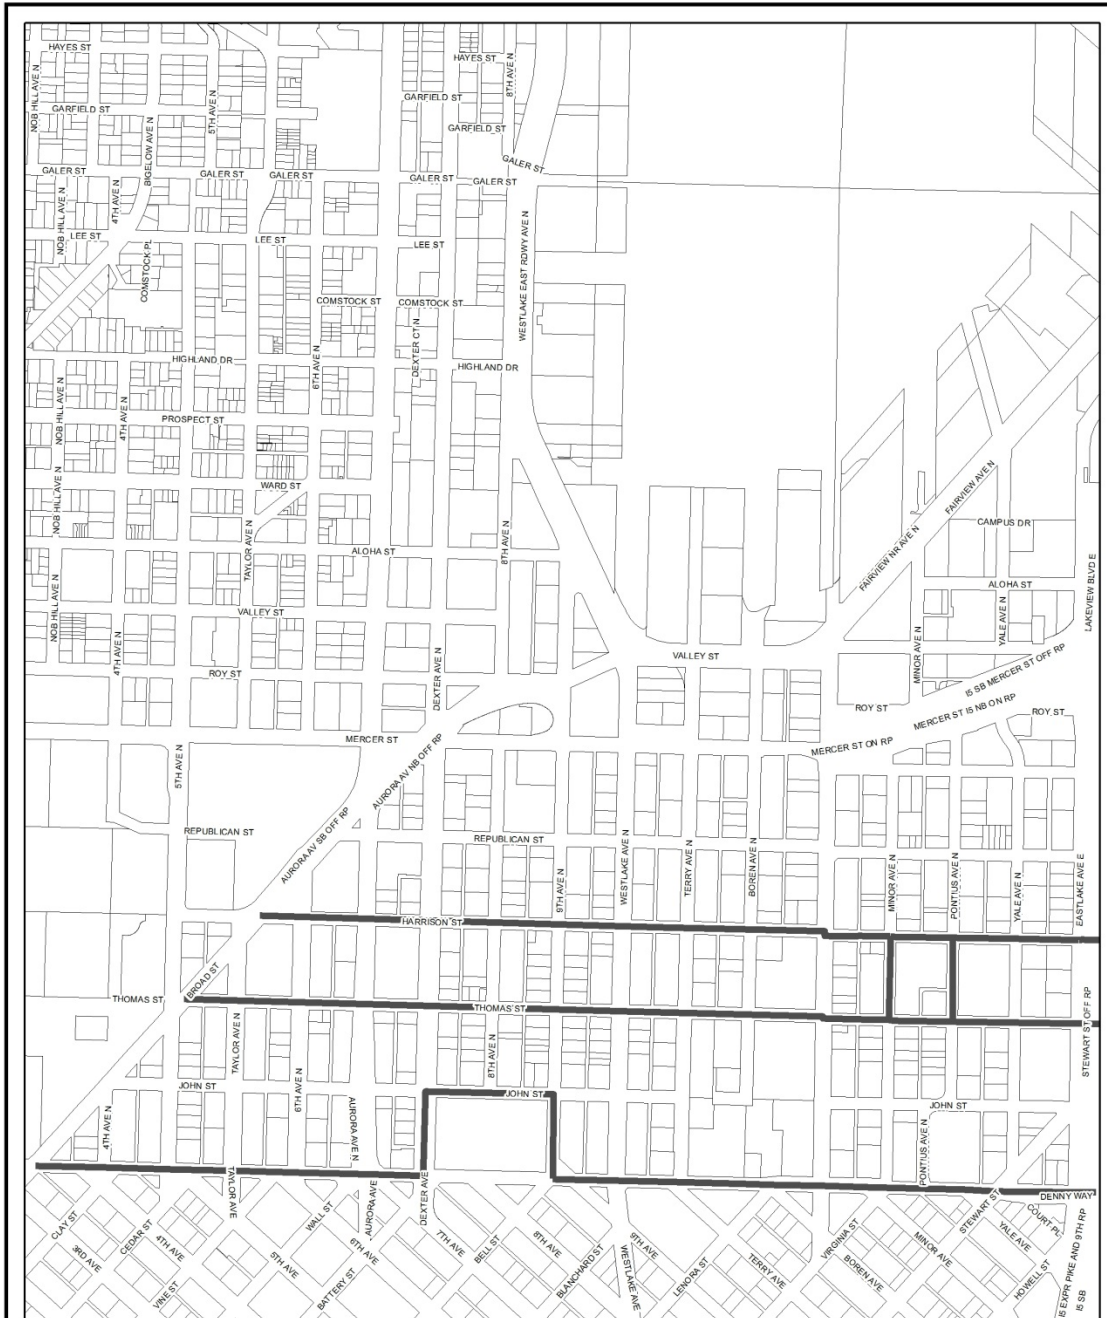 HAYES ST
HAYES ST
NOB HILL AVE N
5TH AVE N
8TH AVE N
GARFIELD ST
GARFIELD ST
GARFIELD ST
BIGELOW AVE N
GALER ST
GALER ST
GALER ST
GALER ST
GALER ST
GALER ST
NOB HILL AVE N
4TH AVE N
LEE ST
LEE ST
LEE ST
COMSTOCK PL
WESTLAKE EAST RDWY AVE N
COMSTOCK ST
COMSTOCK ST
DEXTER CT N
6TH AVE N
HIGHLAND DR
HIGHLAND DR
NOB HILL AVE N
4TH AVE N
PROSPECT ST
WARD ST
NOB HILL AVE N
FAIRVIEW AVE N
CAMPUS DR
TAYLOR AVE N
ALOHA ST
8TH AVE N
FAIRVIEW NR AVE N
ALOHA ST
LAKEVIEW BLVD E
NOB HILL AVE N
VALLEY ST
4TH AVE N
YALE AVE N
MINOR AVE N
VALLEY ST
ROY ST
DEXTER AVE N
I5 SB MERCER ST OFF RP
ROY ST
MERCER ST I5 NB ON RP
ROY ST
MERCER ST
MERCER ST ON RP
5TH AVE N
AURORA AV NB OFF RP
REPUBLICAN ST
AURORA AV SB OFF RP
REPUBLICAN ST
9TH AVE N
WESTLAKE AVE N
TERRY AVE N
BOREN AVE N
MINOR AVE N
PONTIUS AVE N
YALE AVE N
EASTLAKE AVE E
HARRISON ST
BROAD ST
THOMAS ST
THOMAS ST
STEWART ST OFF RP
TAYLOR AVE N
6TH AVE N
8TH AVE N
JOHN ST
JOHN ST
JOHN ST
4TH AVE N
AURORA AVE N
PONTIUS AVE N
TAYLOR AVE
AURORA AVE
DEXTER AVE
DENNY WAY
STEWART ST
COURT PL
CLAY ST
CEDAR ST
WALL ST
3RD AVE
4TH AVE
5TH AVE
6TH AVE
7TH AVE
BELL ST
8TH AVE
BLANCHARD ST
9TH AVE
WESTLAKE AVE
LENORA ST
TERRY AVE
VIRGINIA ST
BOREN AVE
MINOR AVE
YALE AVE
HOWELL ST
VINE ST
BATTERY ST
I5 EXPR PIKE AND 9TH RP
I5 SB